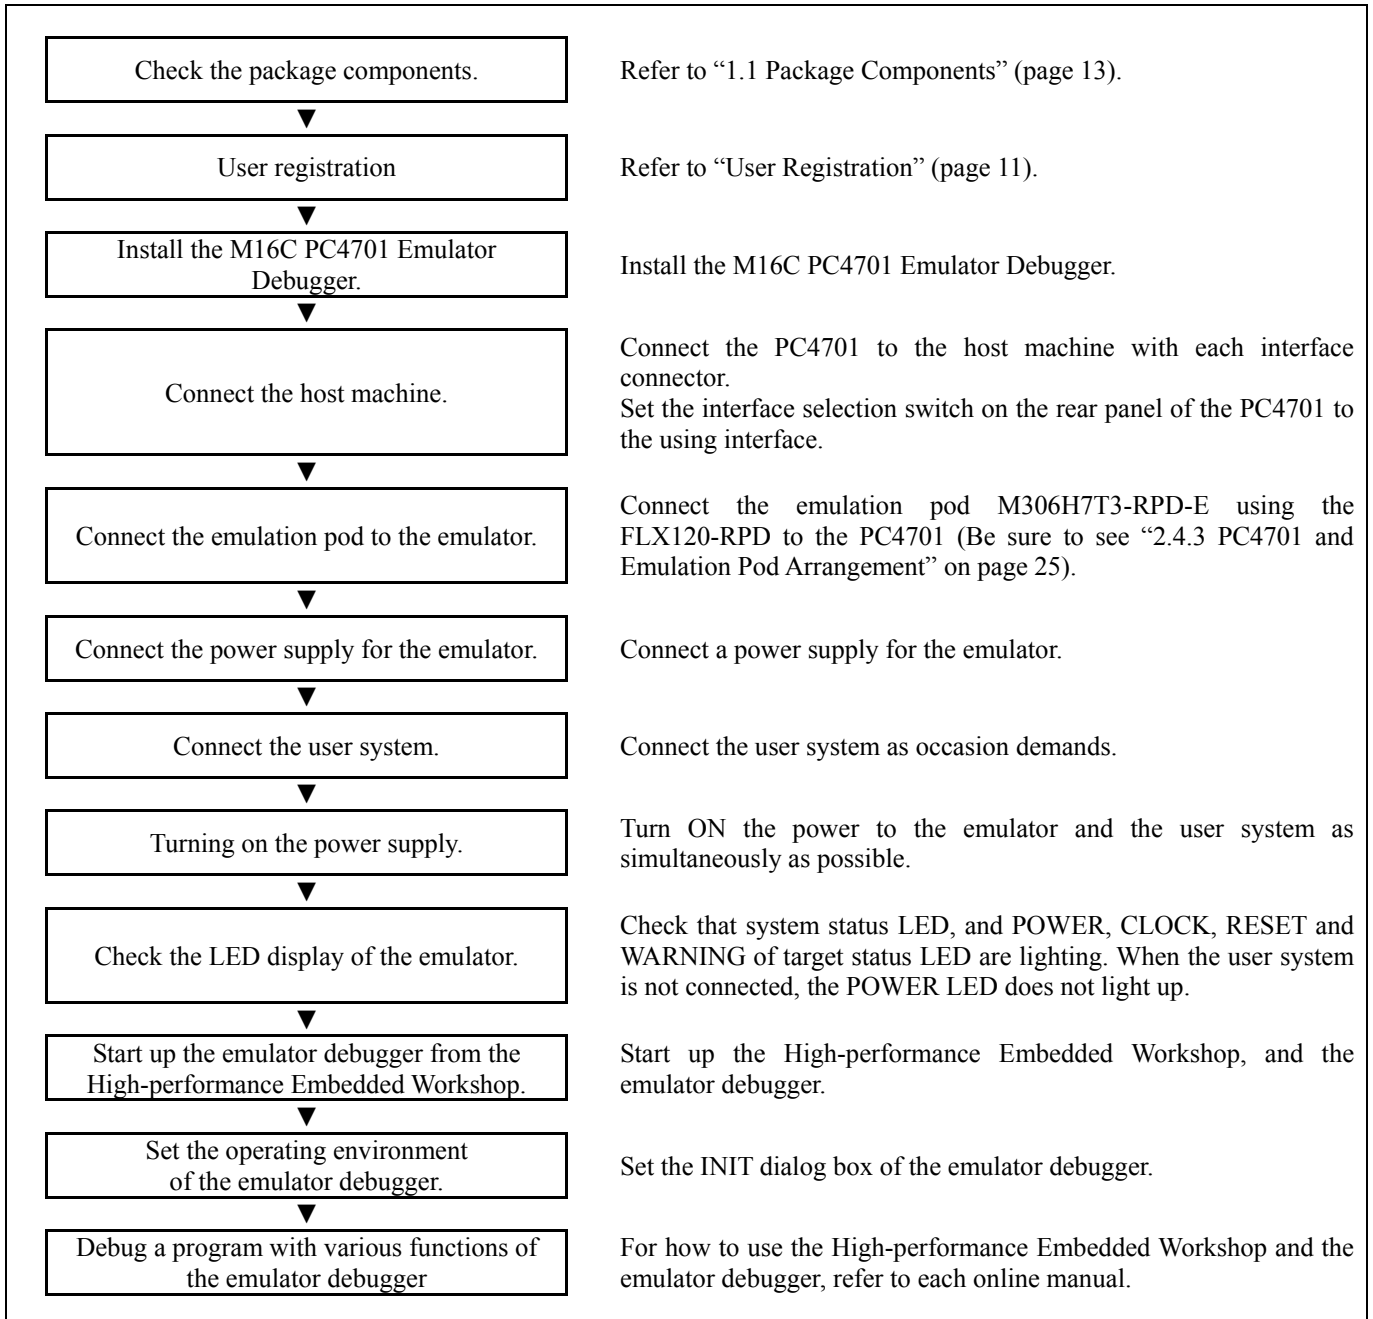 Check the package components.
Refer to “1.1 Package Components” (page 13).
▼
User registration
Refer to “User Registration” (page 11).
▼
Install the M16C PC4701 Emulator
Debugger.
Install the M16C PC4701 Emulator Debugger.
▼
Connect the host machine.
Connect the PC4701 to the host machine with each interface
connector.
Set the interface selection switch on the rear panel of the PC4701 to
the using interface.
▼
Connect the emulation pod to the emulator.
Connect the emulation pod M306H7T3-RPD-E using the
FLX120-RPD to the PC4701 (Be sure to see “2.4.3 PC4701 and
Emulation Pod Arrangement” on page 25).
▼
Connect the power supply for the emulator.
Connect a power supply for the emulator.
▼
Connect the user system.
Connect the user system as occasion demands.
▼
Turning on the power supply.
Turn ON the power to the emulator and the user system as
simultaneously as possible.
▼
Check the LED display of the emulator.
Check that system status LED, and POWER, CLOCK, RESET and
WARNING of target status LED are lighting. When the user system
is not connected, the POWER LED does not light up.
▼
Start up the emulator debugger from the
High-performance Embedded Workshop.
Start up the High-performance Embedded Workshop, and the
emulator debugger.
▼
Set the operating environment
of the emulator debugger.
Set the INIT dialog box of the emulator debugger.
▼
Debug a program with various functions of
the emulator debugger
For how to use the High-performance Embedded Workshop and the
emulator debugger, refer to each online manual.